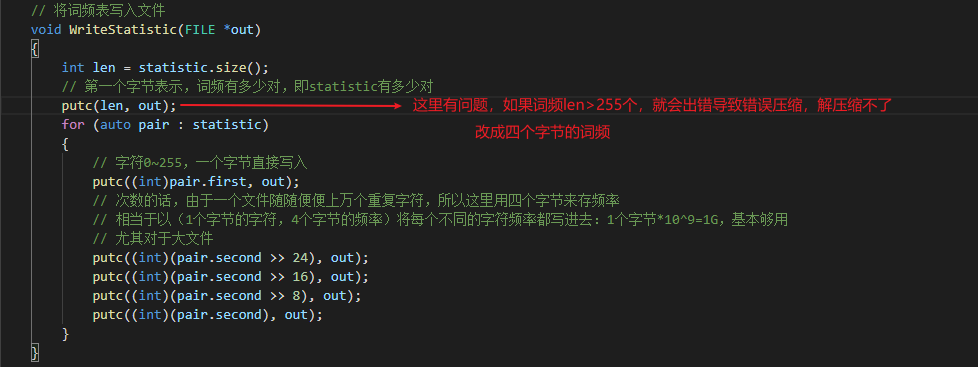 // 将词频表写入文件
void WriteStatistic(FILE *out)
{
int len = statistic.size();
// 第一个字节表示，词频有多少对，即statistic有多少对
putc(len, out); 这里有问题，如果词频len>255个，就会出错导致错误压缩，解压缩不了
for (auto pair : statistic) 改成四个字节的词频
{
// 字符0~255，一个字节直接写入
putc((int)pair.first, out);
// 次数的话，由于一个文件随随便便上万个重复字符，所以这里用四个字节来存频率
// 相当于以（1个字节的字符，4个字节的频率）将每个不同的字符频率都写进去：1个字节*10^9=1G，基本够用
// 尤其对于大文件
putc((int)(pair.second >> 24), out);
putc((int)(pair.second >> 16), out);
putc((int)(pair.second >> 8), out);
putc((int)(pair.second), out);
}
}